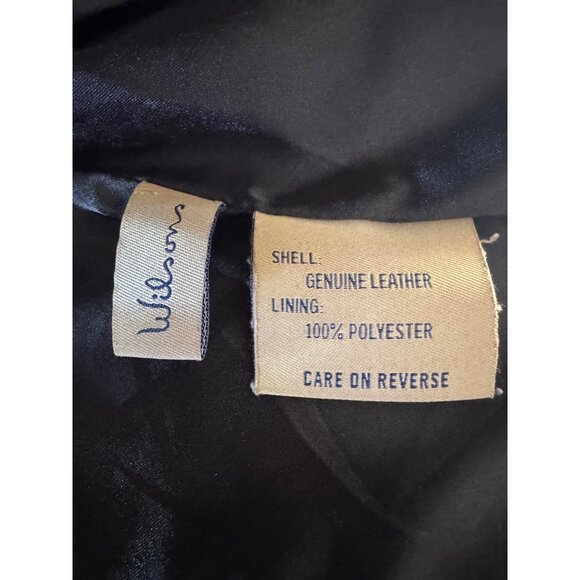 Wilsons
SHELL:
GENUINE LEATHER
LINING:
100% POLYESTER
CARE ON REVERSE